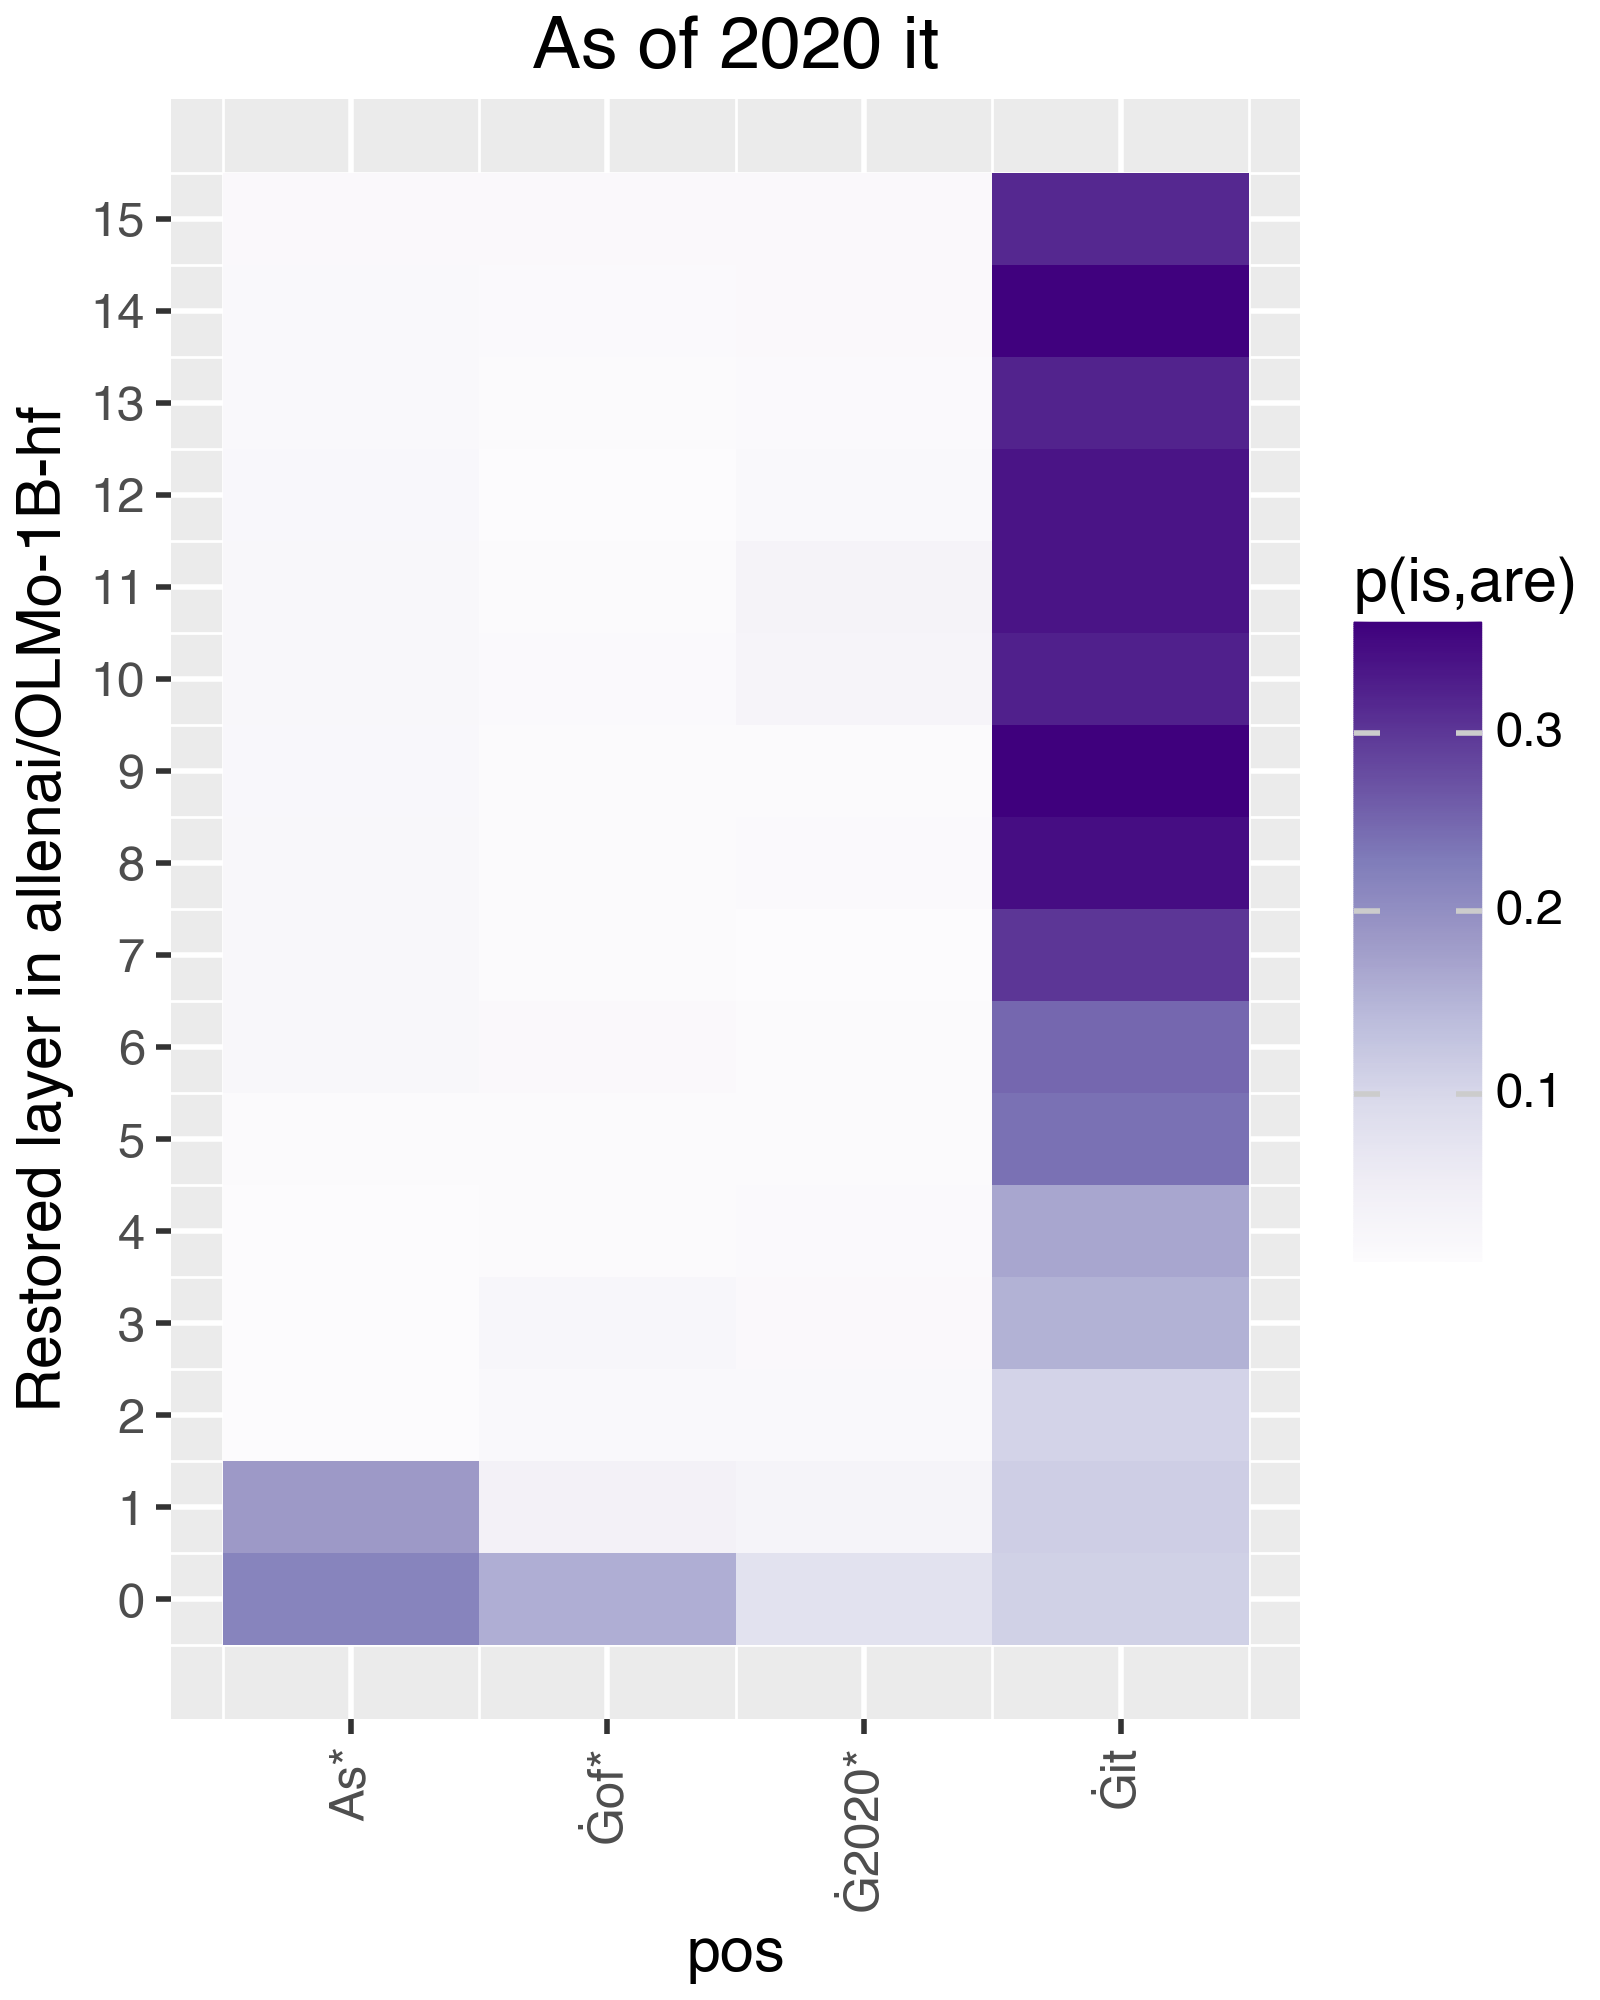 As of 2020 it
Restored layer in allenai/OLMo-1B-hf
15
14
13
12
11
10
9
8
7
6
5
4
3
2
1
0
As*
Ġof*
Ġ2020*
Ġit
pos
p(is,are)
0.3
0.2
0.1